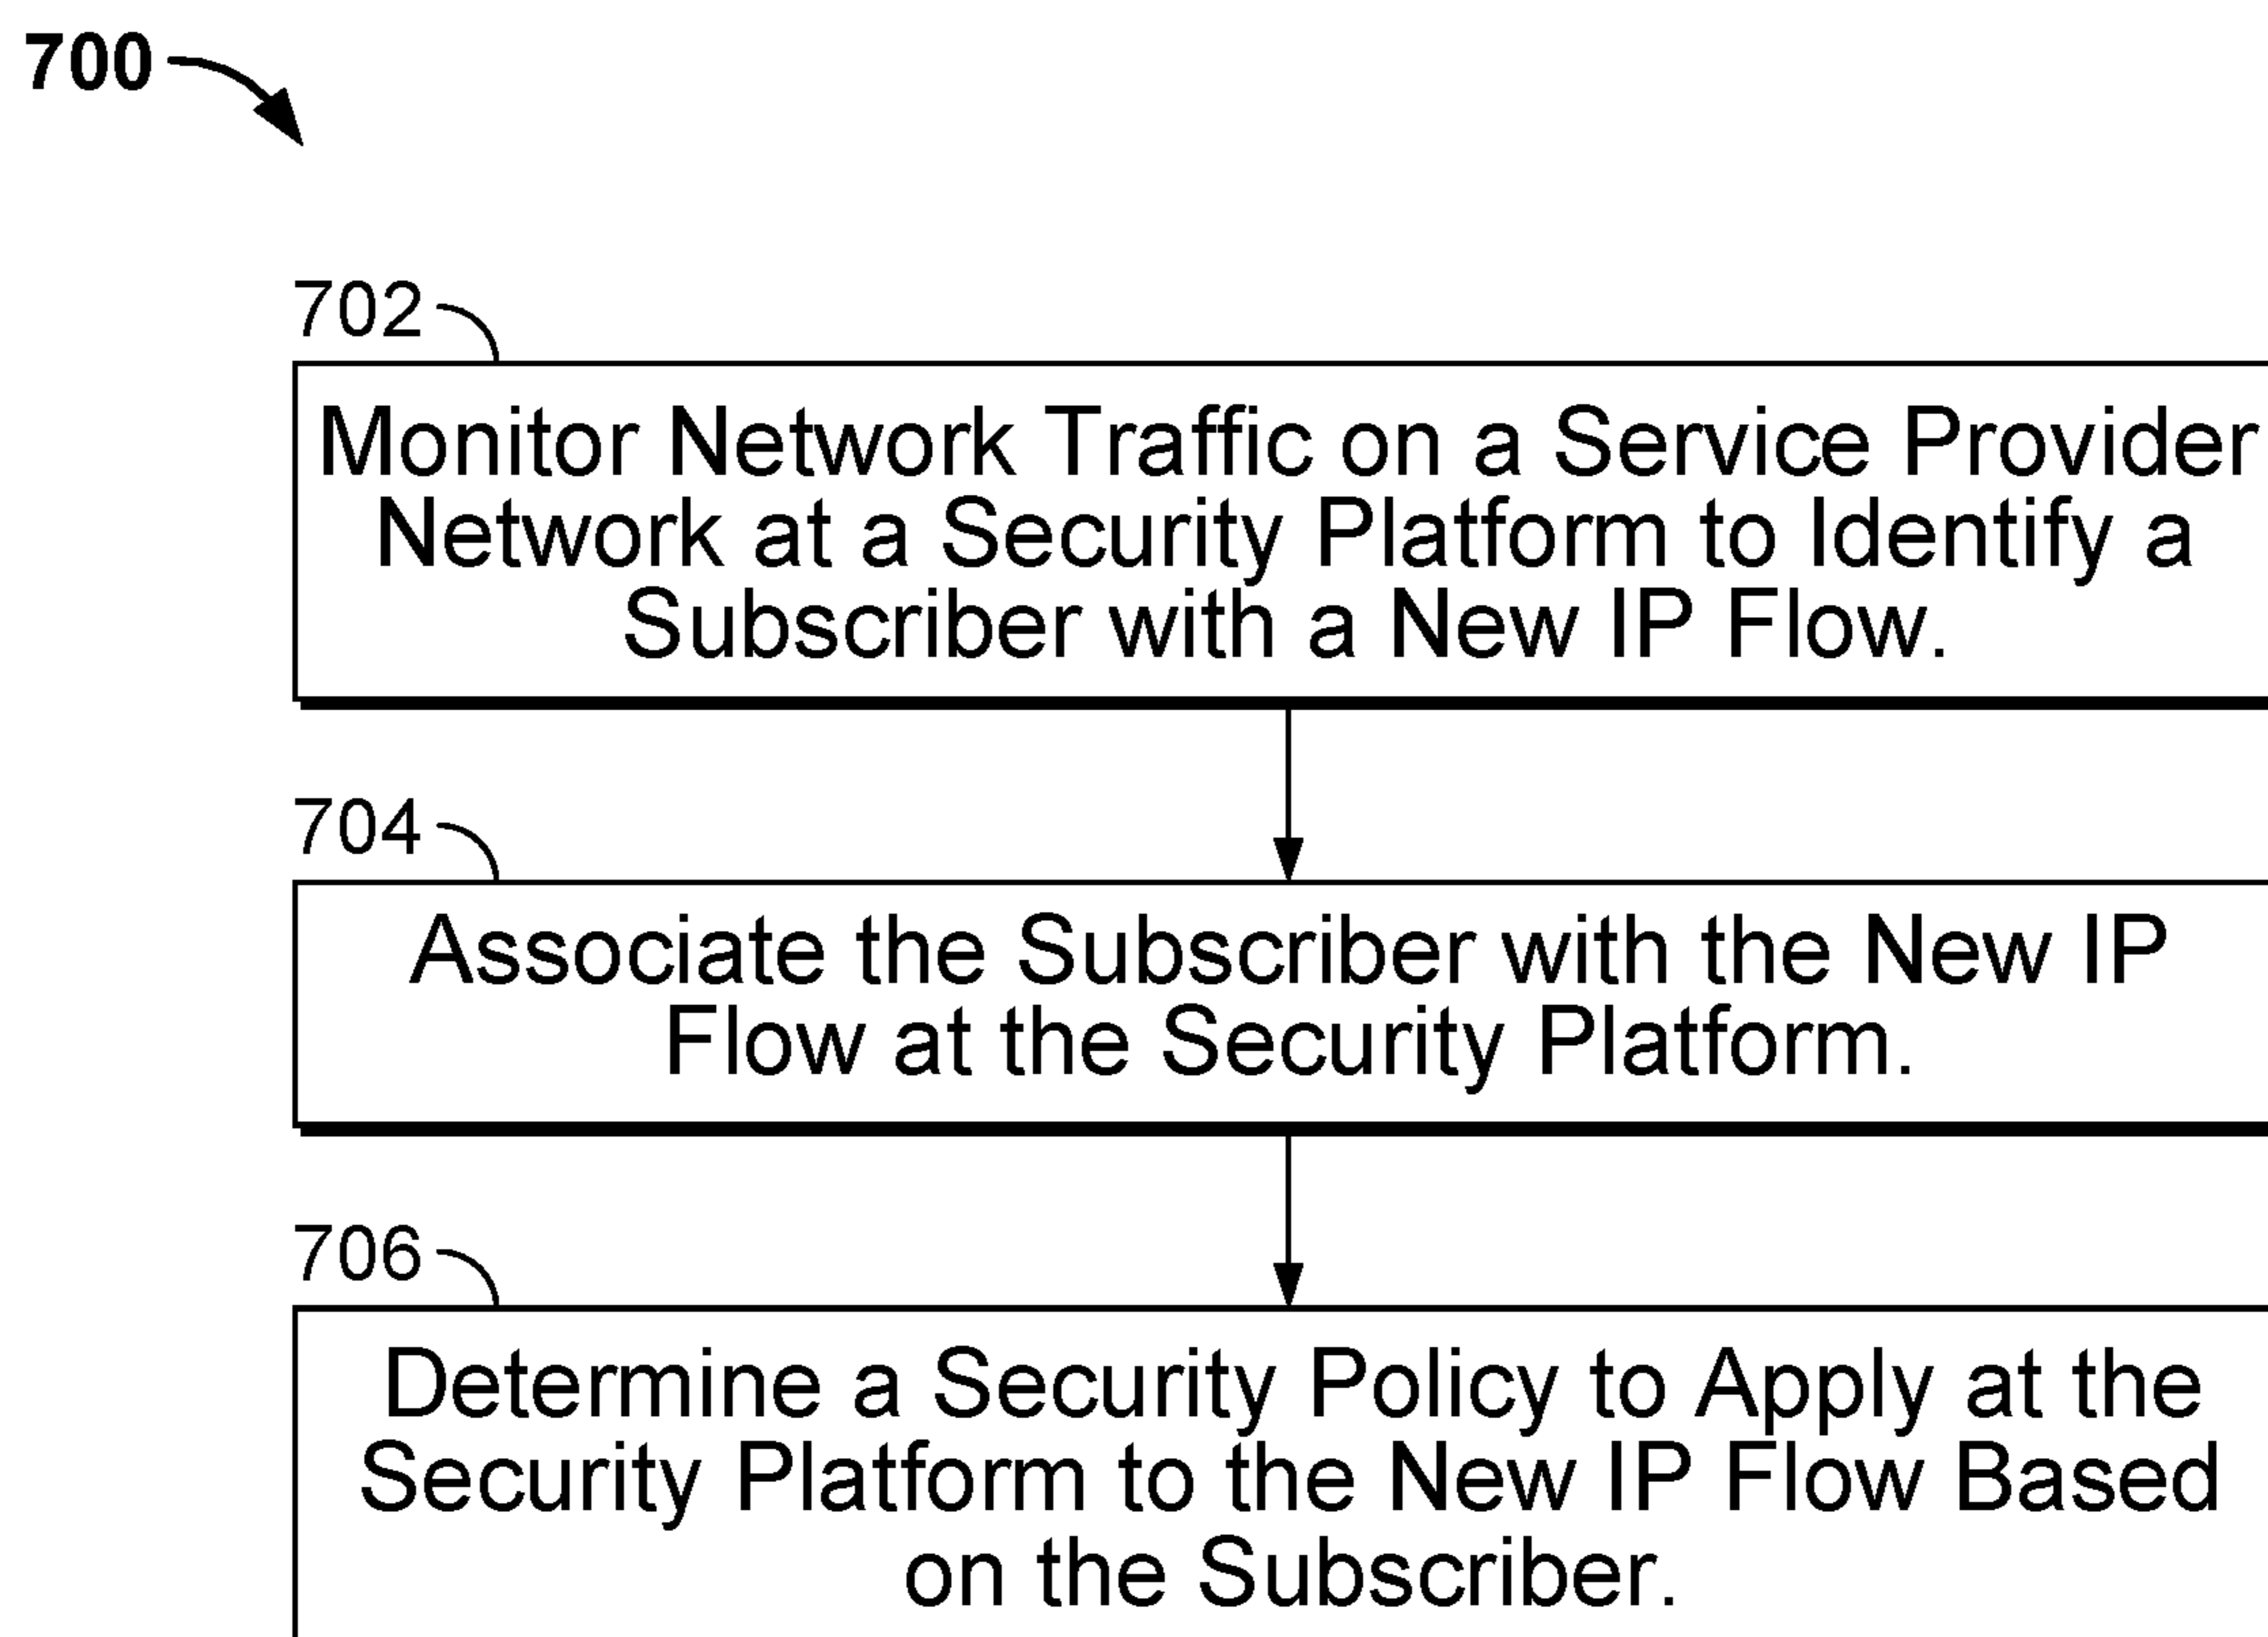 700
702
Monitor Network Traffic on a Service Provider
Network at a Security Platform to Identify a
Subscriber with a New IP Flow.
704
Associate the Subscriber with the New IP
Flow at the Security Platform.
706
Determine a Security Policy to Apply at the
Security Platform to the New IP Flow Based
on the Subscriber.